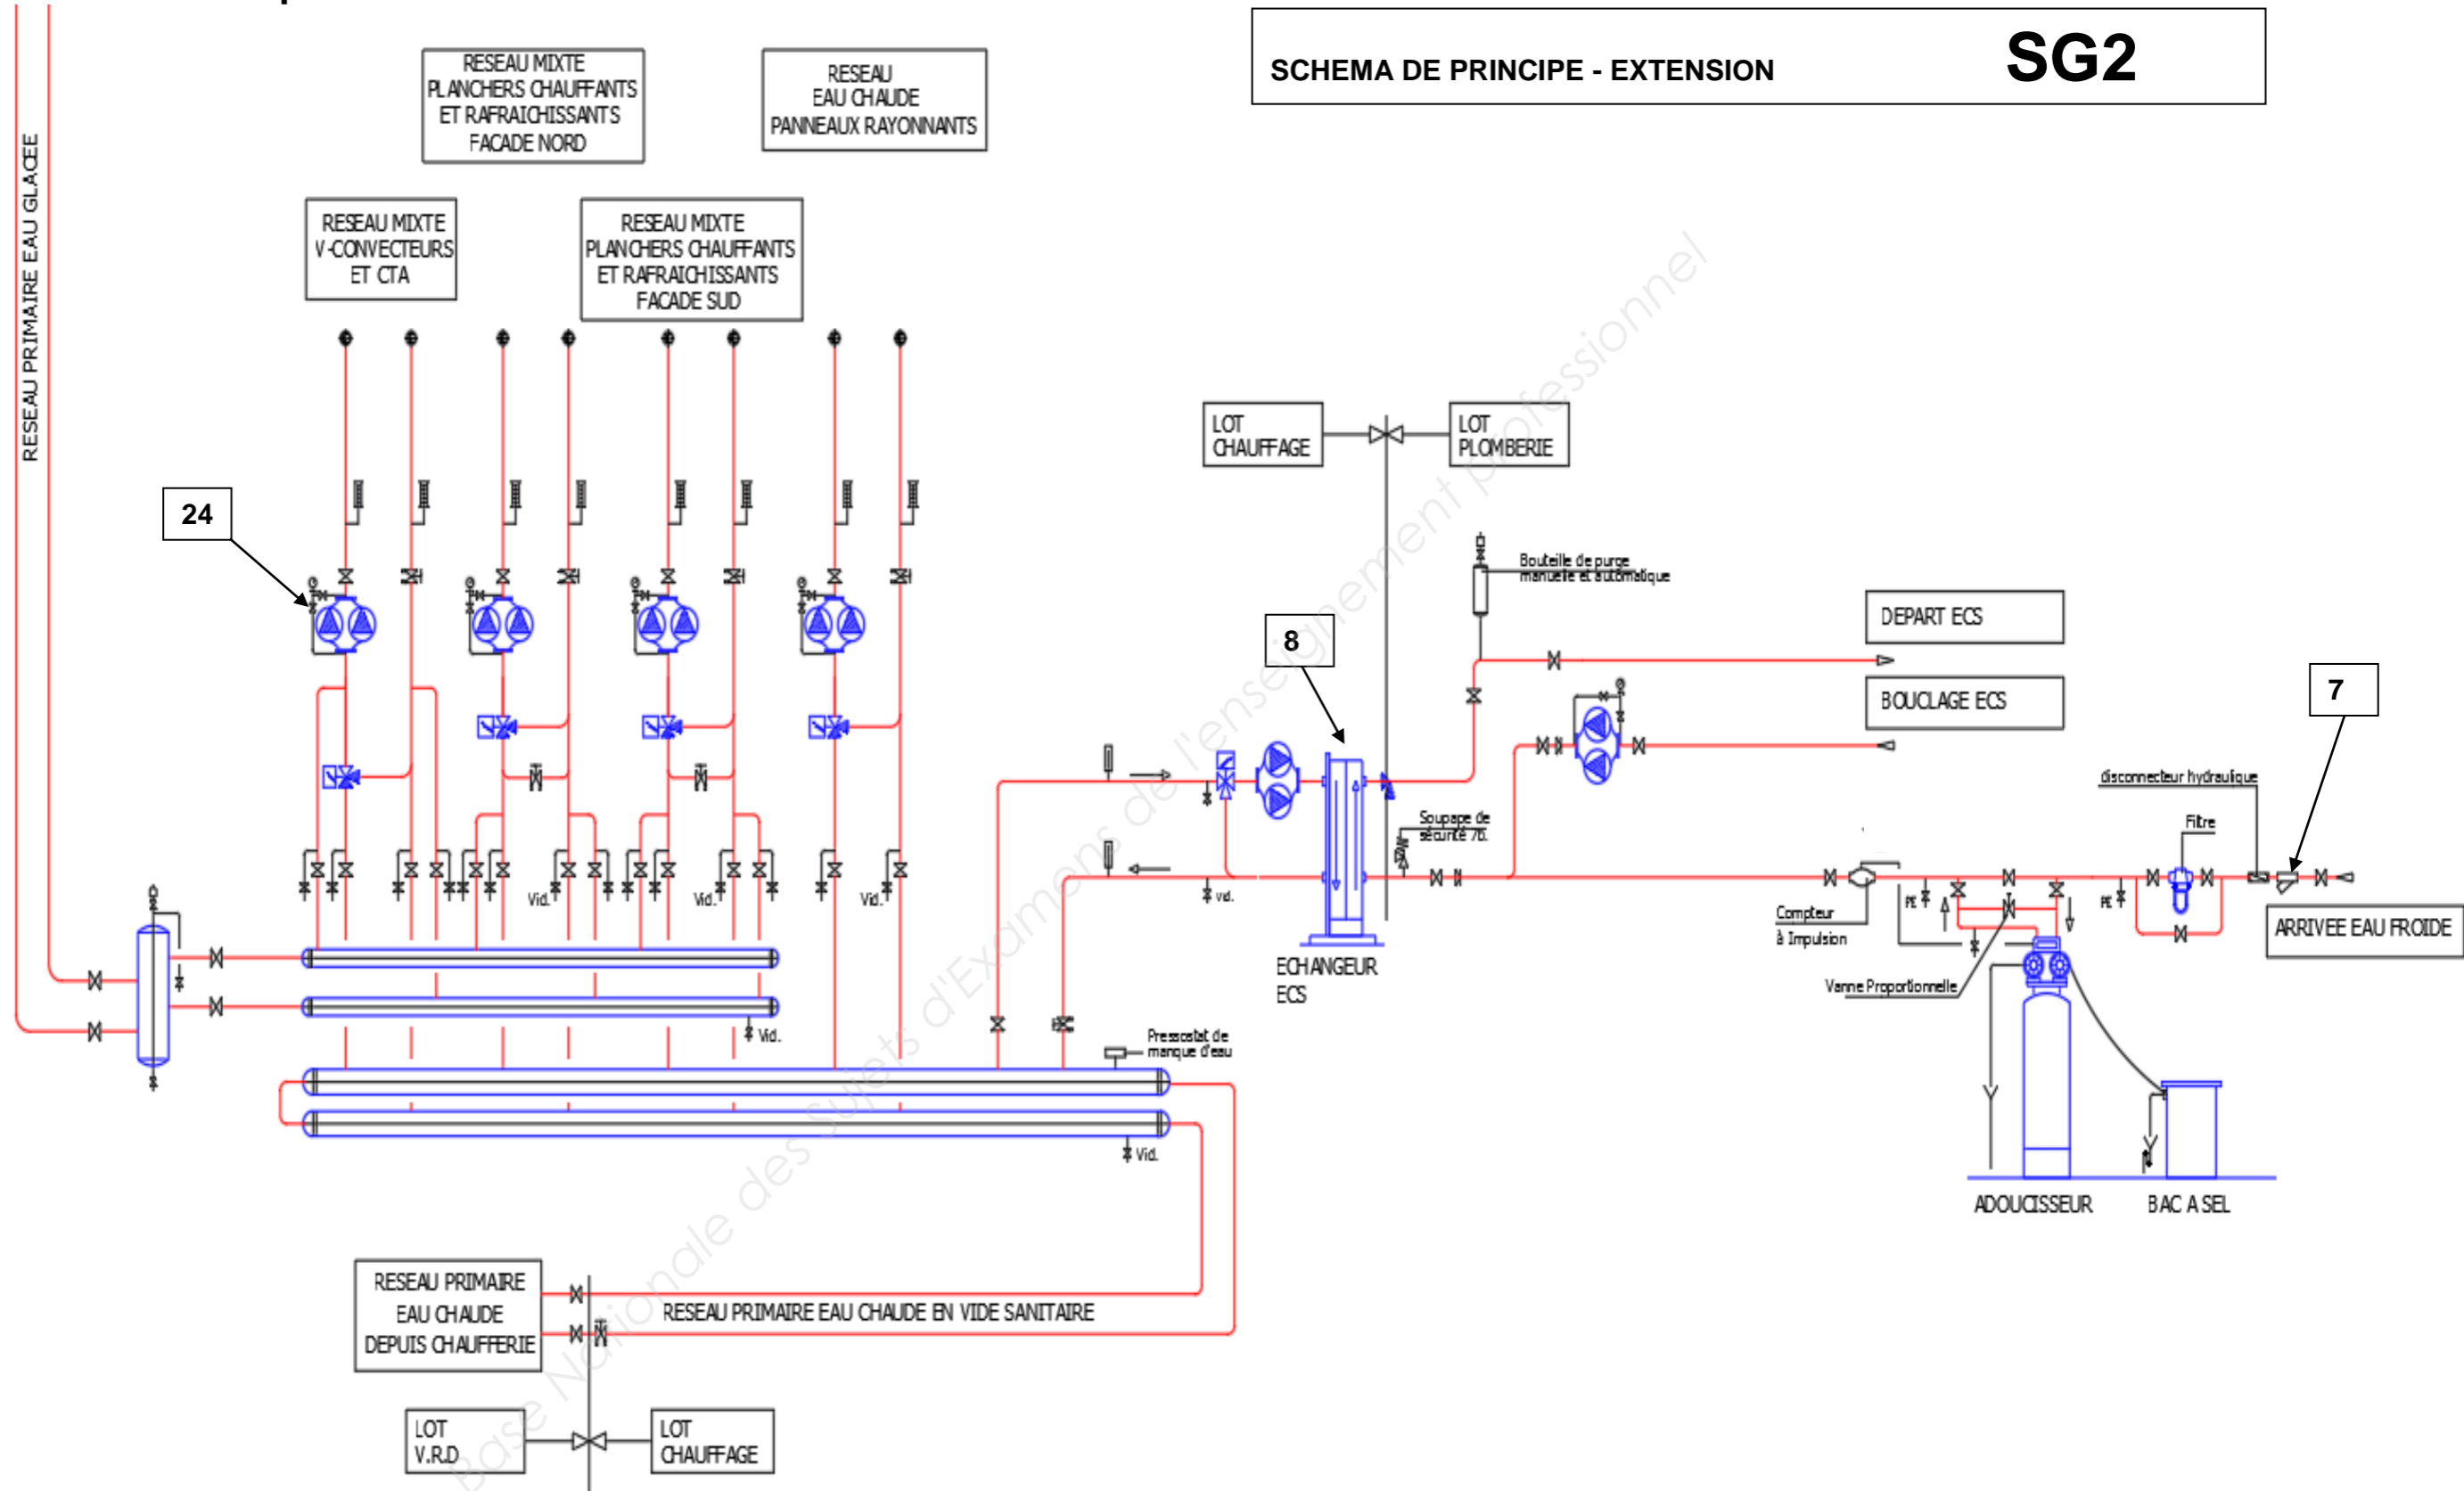 SCHEMA DE PRINCIPE - EXTENSION
SG2
RESEAU PRIMAIRE EAU GLACEE
RESEAU MIXTE
PLANCHERS CHAUFFANTS
ET RAFRAICHISSANTS
FACADE NORD
RESEAU
EAU CHAUDE
PANNEAUX RAYONNANTS
RESEAU MIXTE
V-CONVECTEURS
ET CTA
RESEAU MIXTE
PLANCHERS CHAUFFANTS
ET RAFRAICHISSANTS
FACADE SUD
LOT
CHAUFFAGE
LOT
PLOMBERIE
24
Bouteille de purge
manuelle et automatique
8
DEPART ECS
BOUCLAGE ECS
7
disconnecteur hydraulique
Filtre
Soupape de
sécurité 7b.
Vid.
Vid.
Vid.
Vid.
PE
PE
Compteur
à Impulsion
ARRIVEE EAU FROIDE
ECHANGEUR
ECS
Vanne Proportionnelle
Vid.
Pressostat de
manque d'eau
Vid.
ADOUCISSEUR
BAC A SEL
RESEAU PRIMAIRE
EAU CHAUDE
DEPUIS CHAUFFERIE
RESEAU PRIMAIRE EAU CHAUDE EN VIDE SANITAIRE
LOT
V.R.D
LOT
CHAUFFAGE
Base Nationale des Sujets d'Examens de l'enseignement professionnel